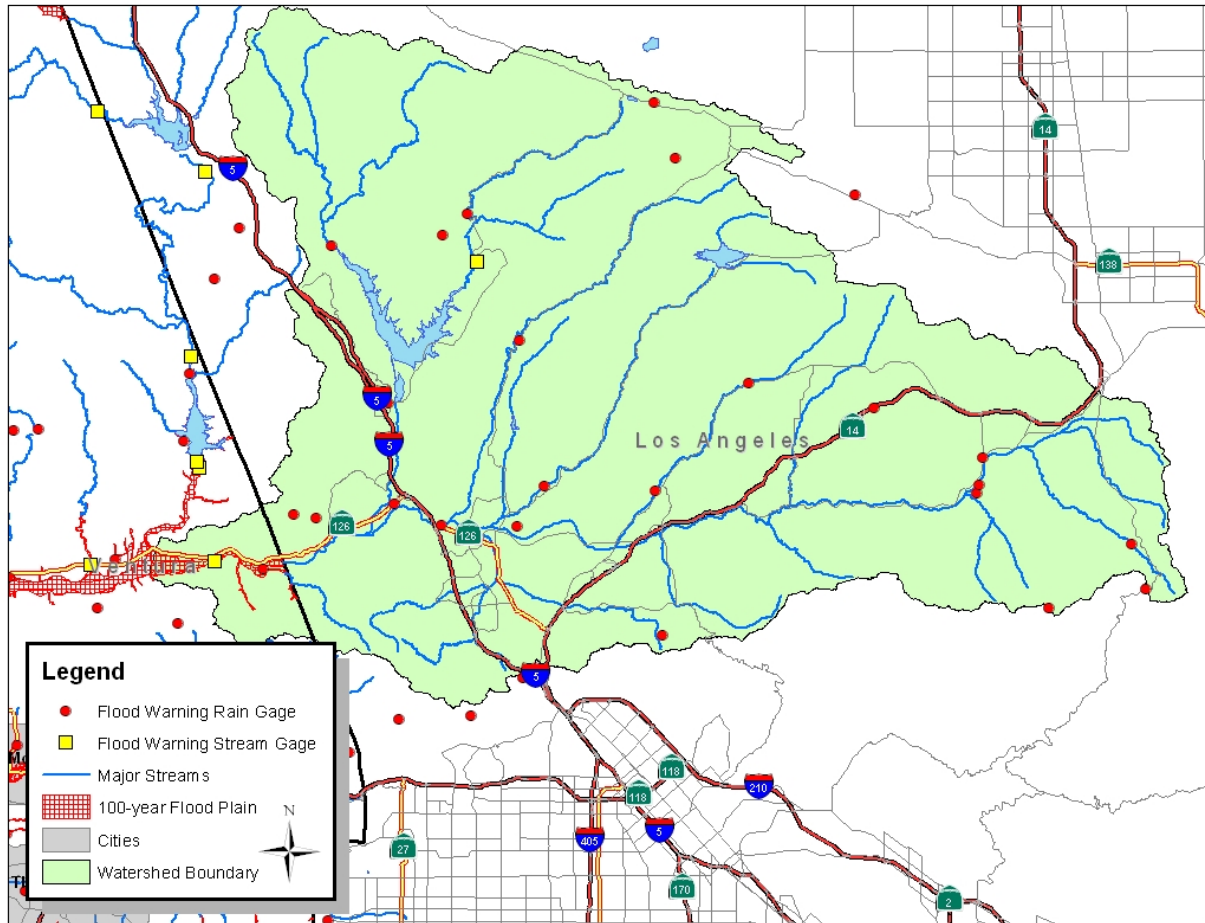 14
5
138
5
5
14
Los Angeles
126
126
Ventura
5
Legend
Flood Warning Rain Gage
Flood Warning Stream Gage
Major Streams
100-year Flood Plain
Cities
Watershed Boundary
N
118
118
210
405
5
27
170
2